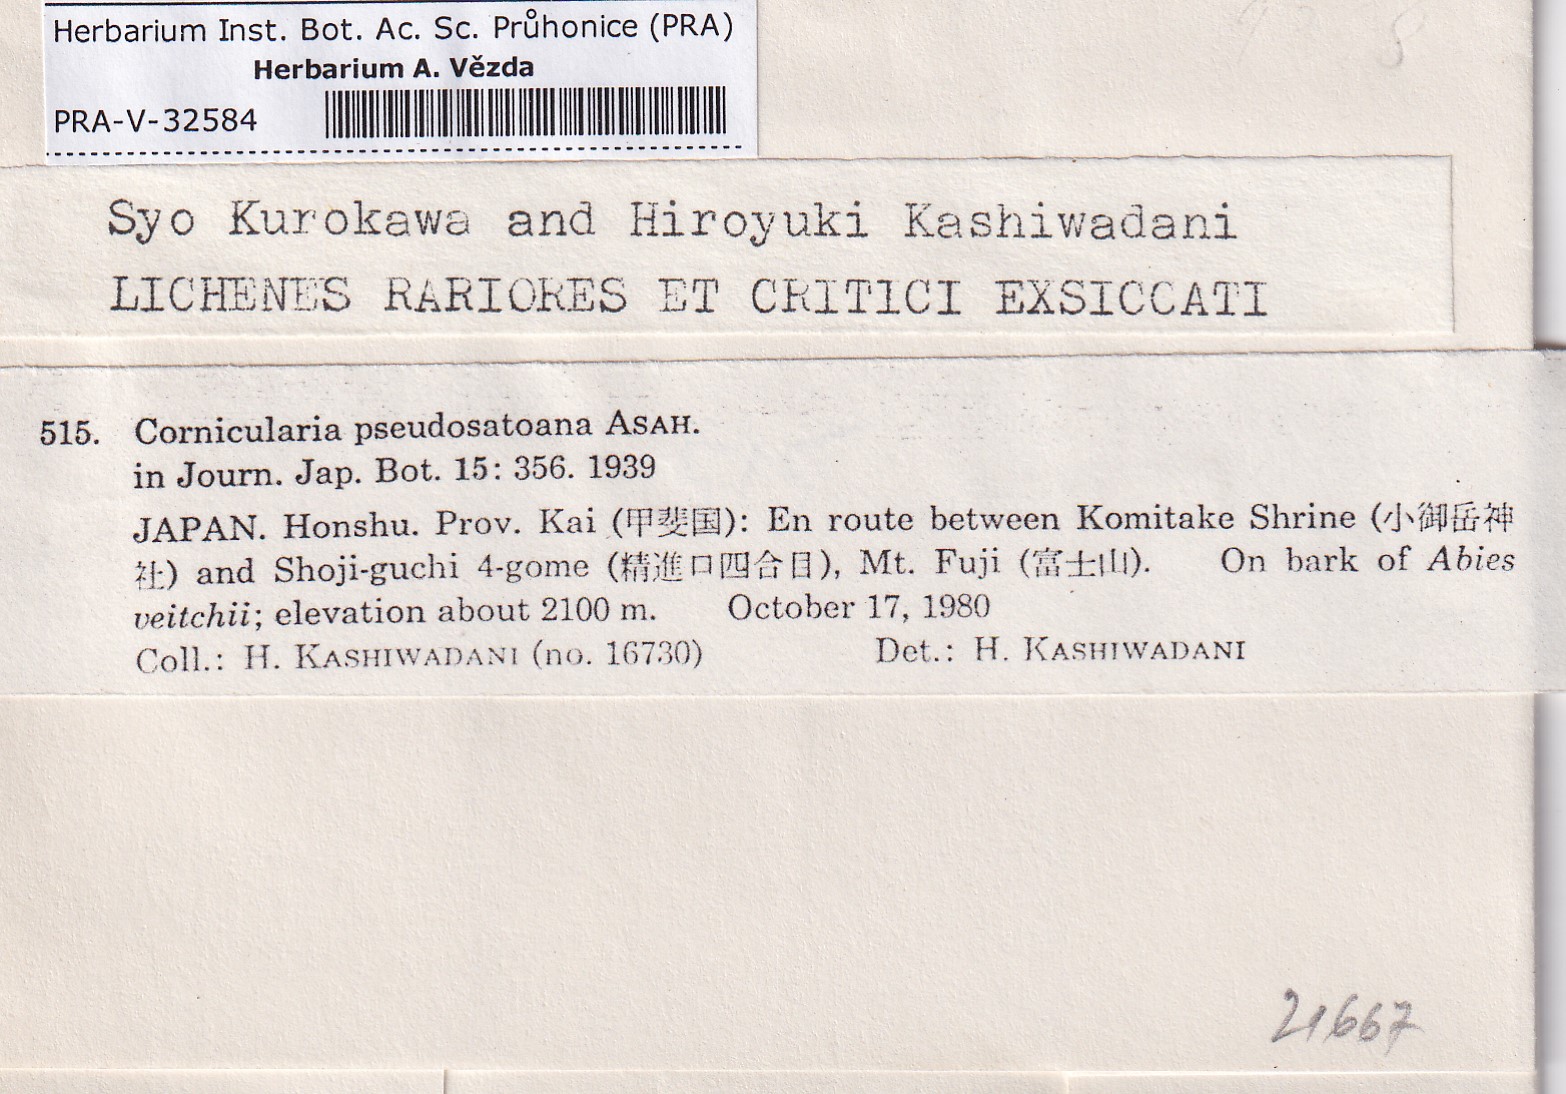 Herbarium Inst. Bot. Ac. Sc. Průhonice (PRA)
Herbarium A. Vězda
PRA-V-32584
Syo Kurokawa and Hiroyuki Kashiwadani
LICHENES RARIORES ET CRITICI EXSICCATI
515. Cornicularia pseudosatoana ASAH.
in Journ. Jap. Bot. 15: 356. 1939
JAPAN. Honshu. Prov. Kai (甲斐国): En route between Komitake Shrine (小御岳神
社) and Shoji-guchi 4-gome (精進口四合目), Mt. Fuji (富士山). On bark of Abies
veitchii; elevation about 2100 m. October 17, 1980
Coll.: H. KASHIWADANI (no. 16730) Det.: H. KASHIWADANI
21667